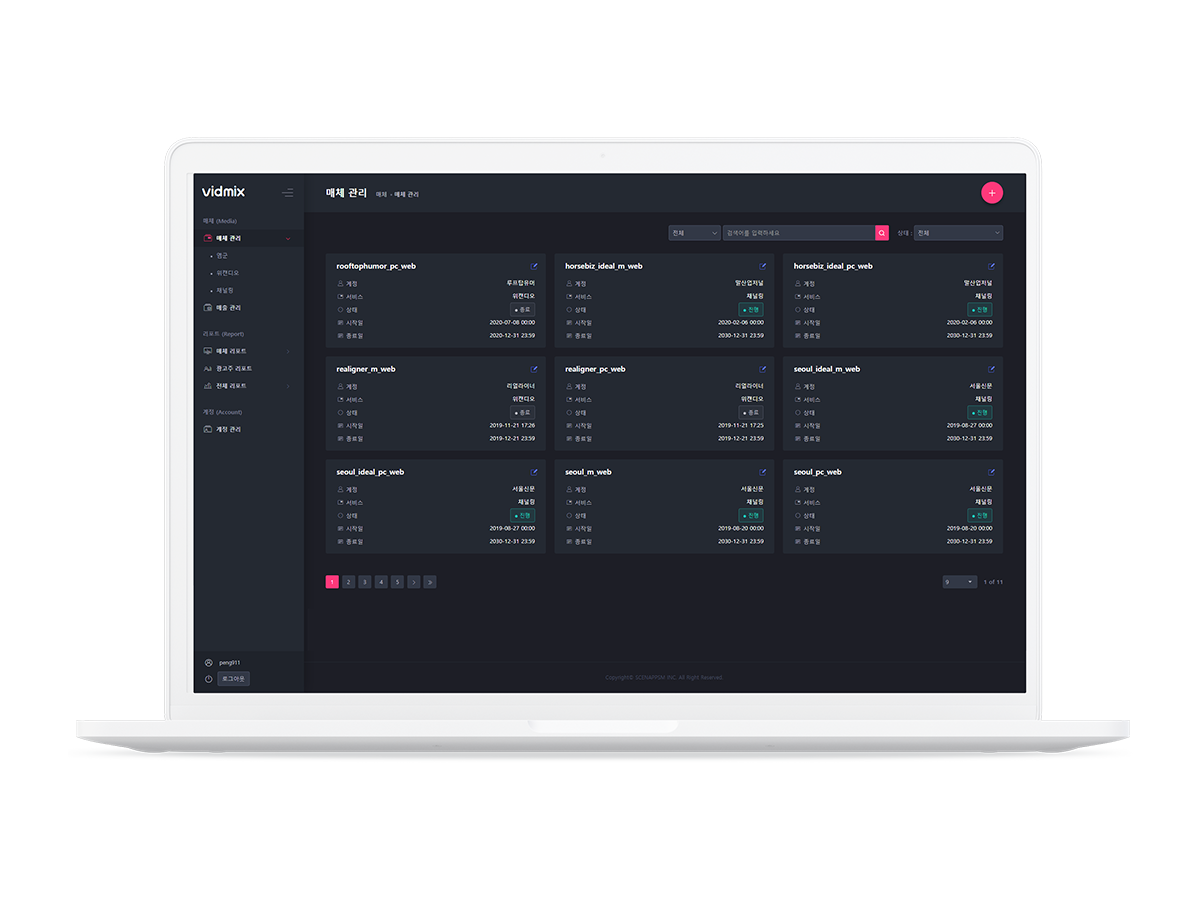 vidmix
매체 (Media)
매체 관리
위캔디오
채널링
매출 관리
리포트 (Report)
매체 리포트
광고주 리포트
전체 리포트
계정 (Account)
계정 관리
peng911
로그아웃
매체 관리 매체 - 매체 관리
+
전체 검색어를 입력하세요 상태 : 전체
rooftophumor_pc_web
계정 루프탑유머
서비스 위캔디오
상태 종료
시작일 2020-07-08 00:00
종료일 2020-12-31 23:59
horsebiz_ideal_m_web
계정 말산업저널
서비스 채널링
상태 진행
시작일 2020-02-06 00:00
종료일 2030-12-31 23:59
horsebiz_ideal_pc_web
계정 말산업저널
서비스 채널링
상태 진행
시작일 2020-02-06 00:00
종료일 2030-12-31 23:59
realigner_m_web
계정 리얼라이너
서비스 위캔디오
상태 종료
시작일 2019-11-21 17:26
종료일 2019-12-21 23:59
realigner_pc_web
계정 리얼라이너
서비스 위캔디오
상태 종료
시작일 2019-11-21 17:25
종료일 2019-12-21 23:59
seoul_ideal_m_web
계정 서울신문
서비스 채널링
상태 진행
시작일 2019-08-27 00:00
종료일 2030-12-31 23:59
seoul_ideal_pc_web
계정 서울신문
서비스 채널링
상태 진행
시작일 2019-08-27 00:00
종료일 2030-12-31 23:59
seoul_m_web
계정 서울신문
서비스 채널링
상태 진행
시작일 2019-08-20 00:00
종료일 2030-12-31 23:59
seoul_pc_web
계정 서울신문
서비스 채널링
상태 진행
시작일 2019-08-20 00:00
종료일 2030-12-31 23:59
1 2 3 4 5 > »
9 1 of 11
All Right Reserved.